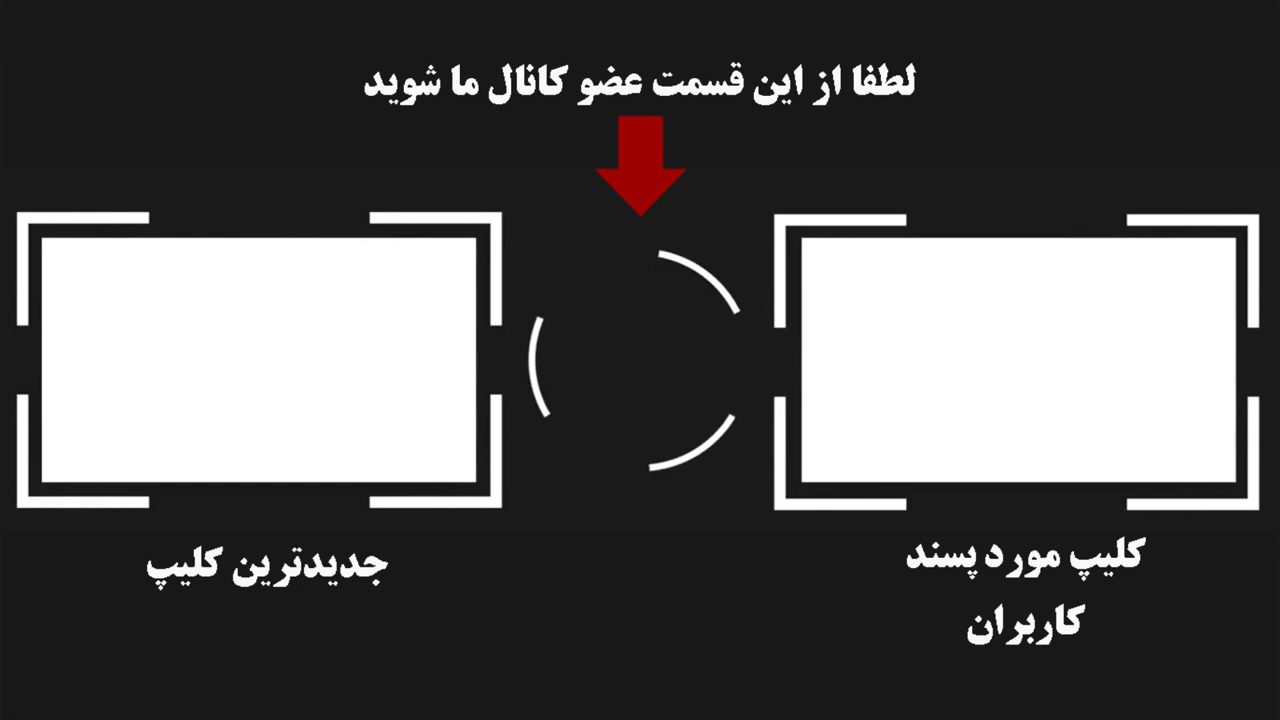 لطفا از این قسمت عضو کانال ما شوید
کلیپ مورد پسند
کاربران
جدیدترین کلیپ